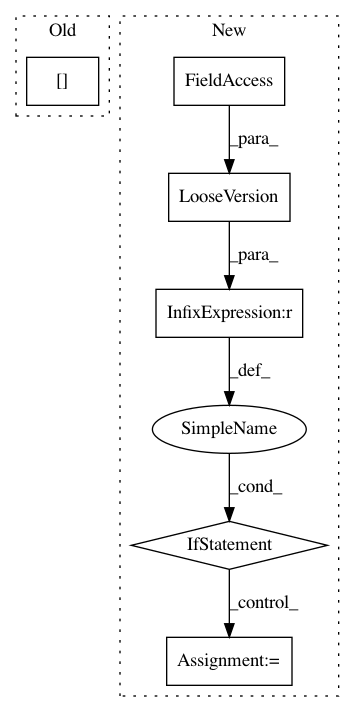 Old
[]
New
FieldAccess
_para_
LooseVersion
_para_
InfixExpression:r
_def_
SimpleName
_cond_
IfStatement
_control_
Assignment:=